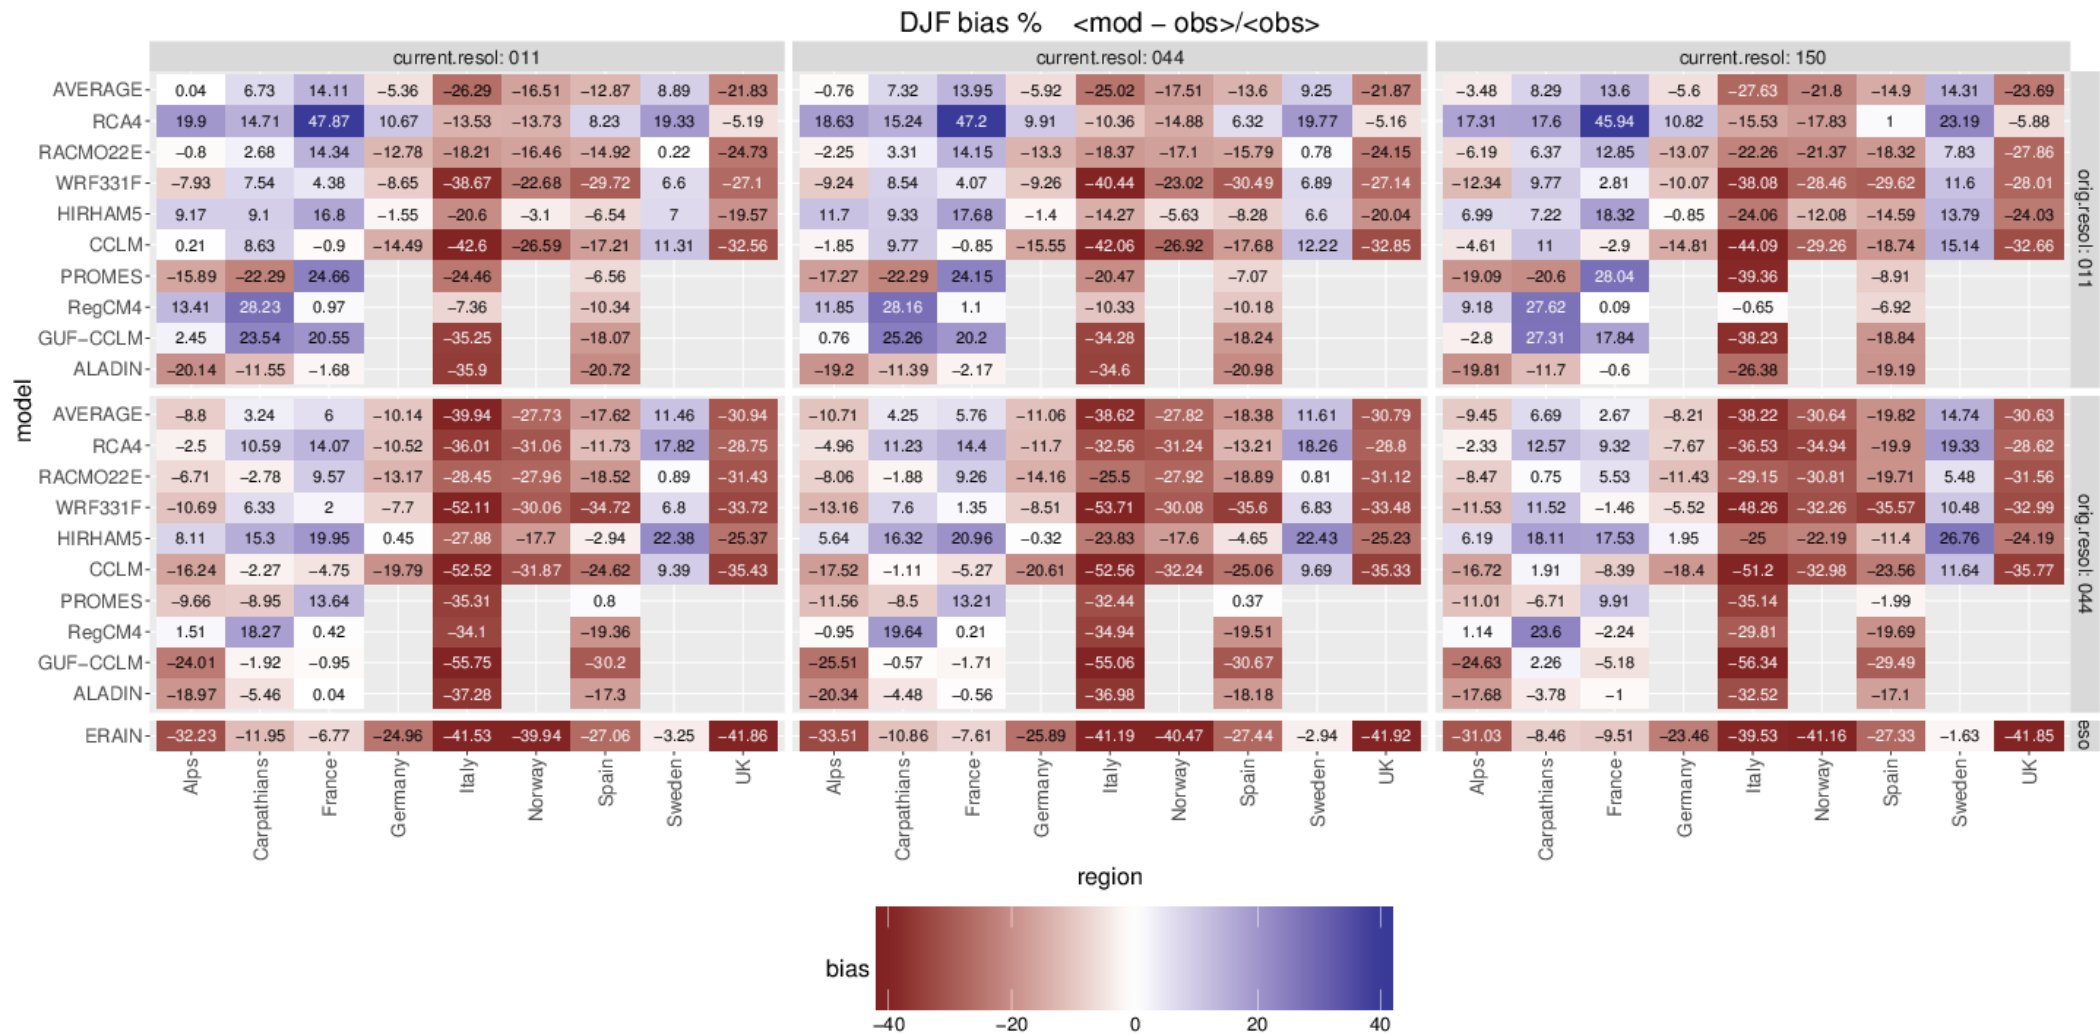 DJF bias % <mod − obs>/<obs>
current.resol: 011 current.resol: 044 current.resol: 150
AVERAGE 0.04 6.73 14.11 −5.36 −26.29 −16.51 −12.87 8.89 −21.83 −0.76 7.32 13.95 −5.92 −25.02 −17.51 −13.6 9.25 −21.87 −3.48 8.29 13.6 −5.6 −27.63 −21.8 −14.9 14.31 −23.69
RCA4 19.9 14.71 47.87 10.67 −13.53 −13.73 8.23 19.33 −5.19 18.63 15.24 47.2 9.91 −10.36 −14.88 6.32 19.77 −5.16 17.31 17.6 45.94 10.82 −15.53 −17.83 1 23.19 −5.88
RACMO22E −0.8 2.68 14.34 −12.78 −18.21 −16.46 −14.92 0.22 −24.73 −2.25 3.31 14.15 −13.3 −18.37 −17.1 −15.79 0.78 −24.15 −6.19 6.37 12.85 −13.07 −22.26 −21.37 −18.32 7.83 −27.86
WRF331F −7.93 7.54 4.38 −8.65 −38.67 −22.68 −29.72 6.6 −27.1 −9.24 8.54 4.07 −9.26 −40.44 −23.02 −30.49 6.89 −27.14 −12.34 9.77 2.81 −10.07 −38.08 −28.46 −29.62 11.6 −28.01
HIRHAM5 9.17 9.1 16.8 −1.55 −20.6 −3.1 −6.54 7 −19.57 11.7 9.33 17.68 −1.4 −14.27 −5.63 −8.28 6.6 −20.04 6.99 7.22 18.32 −0.85 −24.06 −12.08 −14.59 13.79 −24.03
CCLM 0.21 8.63 −0.9 −14.49 −42.6 −26.59 −17.21 11.31 −32.56 −1.85 9.77 −0.85 −15.55 −42.06 −26.92 −17.68 12.22 −32.85 −4.61 11 −2.9 −14.81 −44.09 −29.26 −18.74 15.14 −32.66
PROMES −15.89 −22.29 24.66 −24.46 −6.56 −17.27 −22.29 24.15 −20.47 −7.07 −19.09 −20.6 28.04 −39.36 −8.91
RegCM4 13.41 28.23 0.97 −7.36 −10.34 11.85 28.16 1.1 −10.33 −10.18 9.18 27.62 0.09 −0.65 −6.92
GUF−CCLM 2.45 23.54 20.55 −35.25 −18.07 0.76 25.26 20.2 −34.28 −18.24 −2.8 27.31 17.84 −38.23 −18.84
ALADIN −20.14 −11.55 −1.68 −35.9 −20.72 −19.2 −11.39 −2.17 −34.6 −20.98 −19.81 −11.7 −0.6 −26.38 −19.19
orig.resol: 011
model
AVERAGE −8.8 3.24 6 −10.14 −39.94 −27.73 −17.62 11.46 −30.94 −10.71 4.25 5.76 −11.06 −38.62 −27.82 −18.38 11.61 −30.79 −9.45 6.69 2.67 −8.21 −38.22 −30.64 −19.82 14.74 −30.63
RCA4 −2.5 10.59 14.07 −10.52 −36.01 −31.06 −11.73 17.82 −28.75 −4.96 11.23 14.4 −11.7 −32.56 −31.24 −13.21 18.26 −28.8 −2.33 12.57 9.32 −7.67 −36.53 −34.94 −19.9 19.33 −28.62
RACMO22E −6.71 −2.78 9.57 −13.17 −28.45 −27.96 −18.52 0.89 −31.43 −8.06 −1.88 9.26 −14.16 −25.5 −27.92 −18.89 0.81 −31.12 −8.47 0.75 5.53 −11.43 −29.15 −30.81 −19.71 5.48 −31.56
WRF331F −10.69 6.33 2 −7.7 −52.11 −30.06 −34.72 6.8 −33.72 −13.16 7.6 1.35 −8.51 −53.71 −30.08 −35.6 6.83 −33.48 −11.53 11.52 −1.46 −5.52 −48.26 −32.26 −35.57 10.48 −32.99
HIRHAM5 8.11 15.3 19.95 0.45 −27.88 −17.7 −2.94 22.38 −25.37 5.64 16.32 20.96 −0.32 −23.83 −17.6 −4.65 22.43 −25.23 6.19 18.11 17.53 1.95 −25 −22.19 −11.4 26.76 −24.19
CCLM −16.24 −2.27 −4.75 −19.79 −52.52 −31.87 −24.62 9.39 −35.43 −17.52 −1.11 −5.27 −20.61 −52.56 −32.24 −25.06 9.69 −35.33 −16.72 1.91 −8.39 −18.4 −51.2 −32.98 −23.56 11.64 −35.77
PROMES −9.66 −8.95 13.64 −35.31 0.8 −11.56 −8.5 13.21 −32.44 0.37 −11.01 −6.71 9.91 −35.14 −1.99
RegCM4 1.51 18.27 0.42 −34.1 −19.36 −0.95 19.64 0.21 −34.94 −19.51 1.14 23.6 −2.24 −29.81 −19.69
GUF−CCLM −24.01 −1.92 −0.95 −55.75 −30.2 −25.51 −0.57 −1.71 −55.06 −30.67 −24.63 2.26 −5.18 −56.34 −29.49
ALADIN −18.97 −5.46 0.04 −37.28 −17.3 −20.34 −4.48 −0.56 −36.98 −18.18 −17.68 −3.78 −1 −32.52 −17.1
orig.resol: 044
ERAIN −32.23 −11.95 −6.77 −24.96 −41.53 −39.94 −27.06 −3.25 −41.86 −33.51 −10.86 −7.61 −25.89 −41.19 −40.47 −27.44 −2.94 −41.92 −31.03 −8.46 −9.51 −23.46 −39.53 −41.16 −27.33 −1.63 −41.85
eso
Alps Carpathians France Germany Italy Norway Spain Sweden UK Alps Carpathians France Germany Italy Norway Spain Sweden UK Alps Carpathians France Germany Italy Norway Spain Sweden UK
region
bias
−40 −20 0 20 40